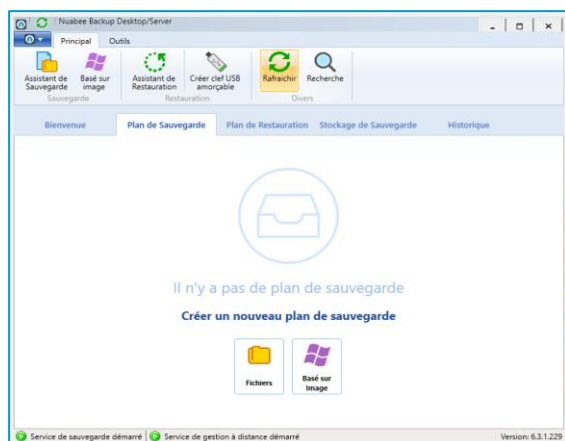 Nuabee Backup Desktop/Server
Principal Outils
Assistant de Sauvegarde
Basé sur image
Assistant de Restauration
Créer clef USB amorçable
Rafraichir
Recherche
Sauvegarde
Restauration
Divers
Bienvenue
Plan de Sauvegarde
Plan de Restauration
Stockage de Sauvegarde
Historique
Il n'y a pas de plan de sauvegarde
Créer un nouveau plan de sauvegarde
Fichiers
Basé sur Image
Service de sauvegarde démarré
Service de gestion à distance démarré
Version: 6.3.1.229